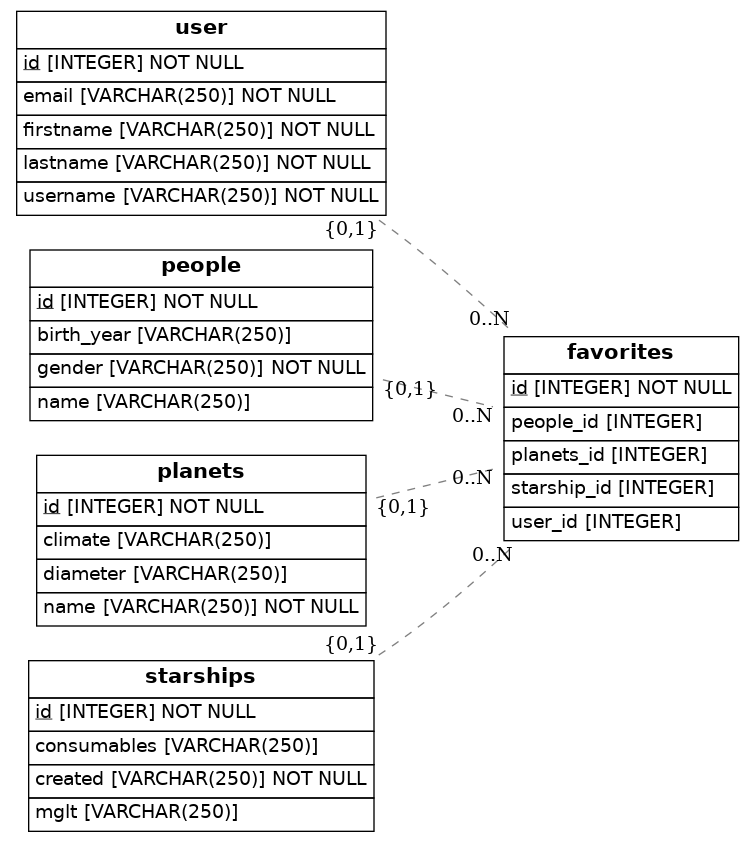 user
id [INTEGER] NOT NULL
email [VARCHAR(250)] NOT NULL
firstname [VARCHAR(250)] NOT NULL
lastname [VARCHAR(250)] NOT NULL
username [VARCHAR(250)] NOT NULL
{0,1}
0..N
people
id [INTEGER] NOT NULL
birth_year [VARCHAR(250)]
gender [VARCHAR(250)] NOT NULL
name [VARCHAR(250)]
{0,1}
0..N
favorites
id [INTEGER] NOT NULL
people_id [INTEGER]
planets_id [INTEGER]
starship_id [INTEGER]
user_id [INTEGER]
planets
id [INTEGER] NOT NULL
climate [VARCHAR(250)]
diameter [VARCHAR(250)]
name [VARCHAR(250)] NOT NULL
0..N
{0,1}
0..N
{0,1}
starships
id [INTEGER] NOT NULL
consumables [VARCHAR(250)]
created [VARCHAR(250)] NOT NULL
mglt [VARCHAR(250)]